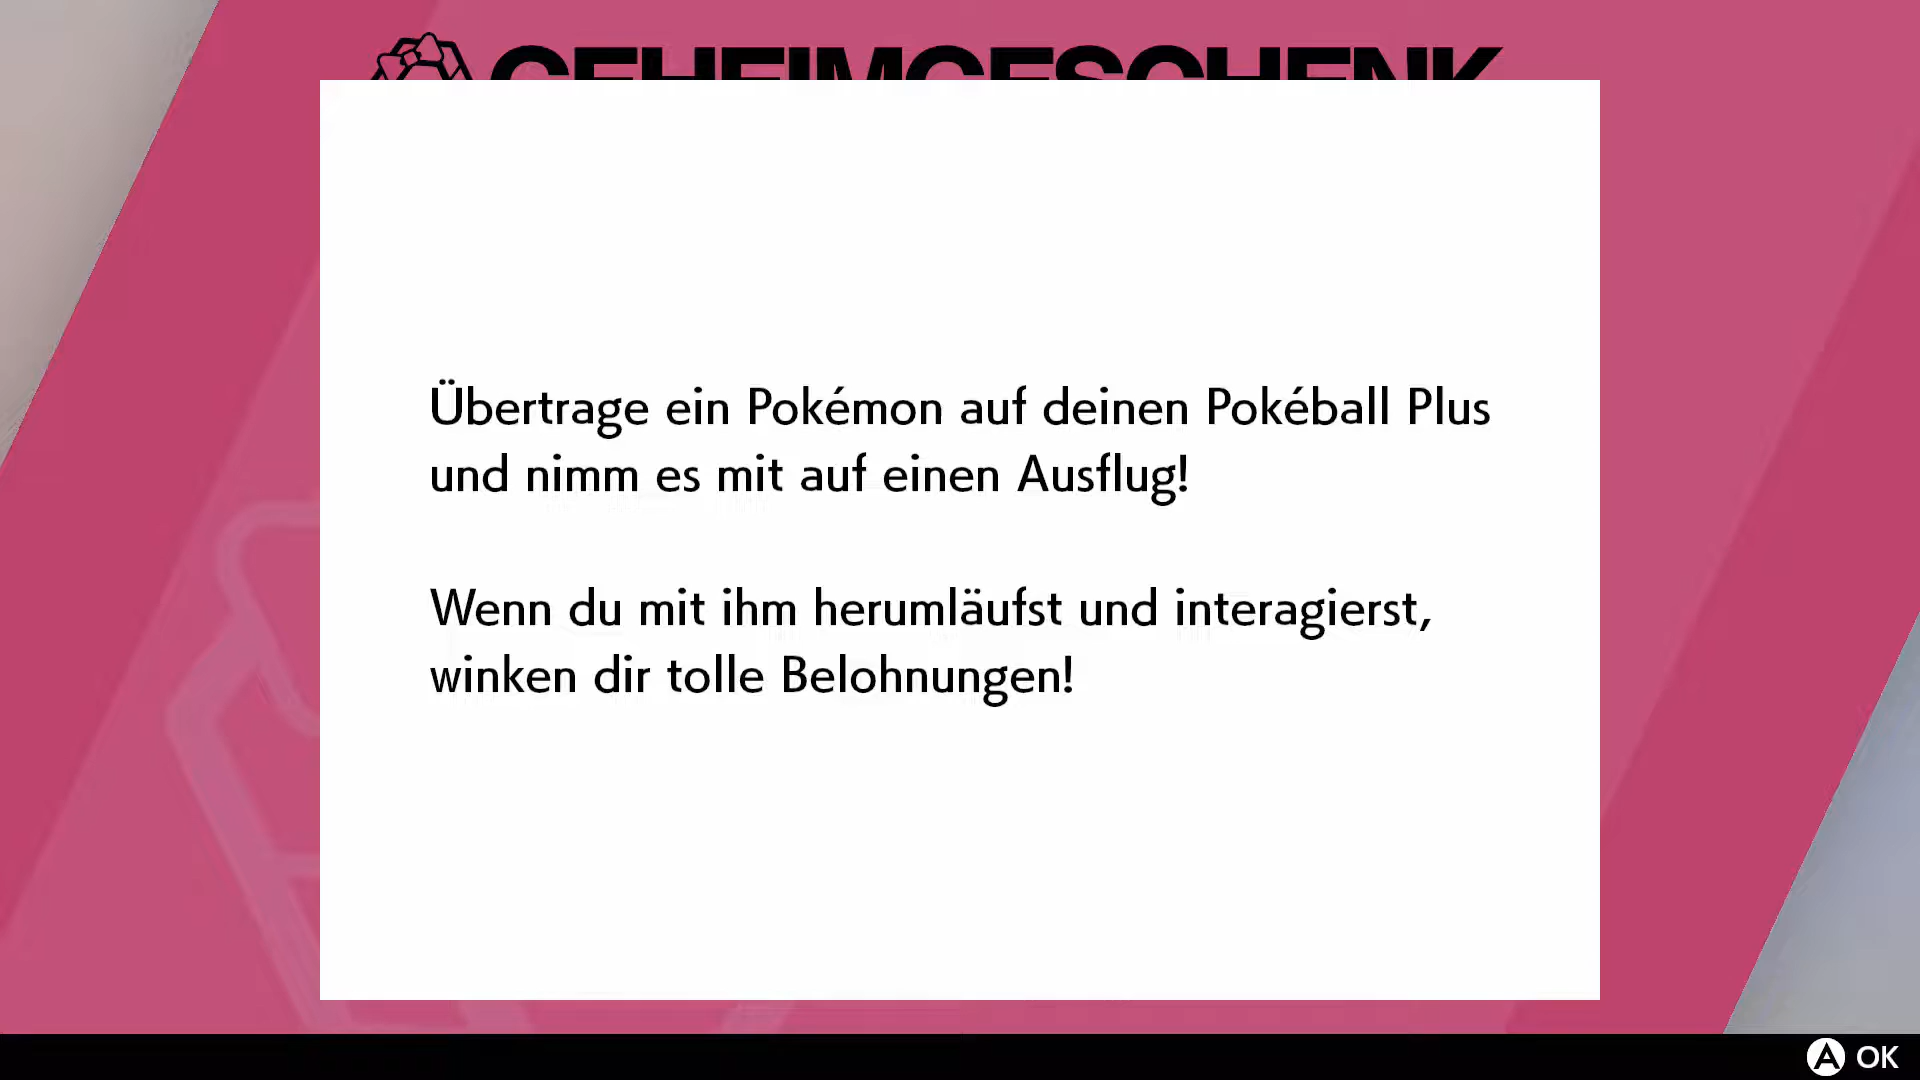 GEHEIMGESCHENK
Übertrage ein Pokémon auf deinen Pokéball Plus
und nimm es mit auf einen Ausflug!
Wenn du mit ihm herumläufst und interagierst,
winken dir tolle Belohnungen!
A OK